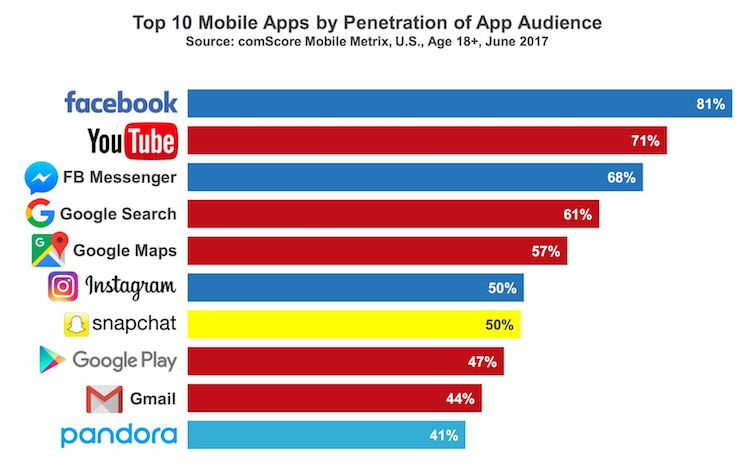 Top 10 Mobile Apps by Penetration of App Audience
Source: comScore Mobile Metrix, U.S., Age 18+, June 2017
facebook 81%
YouTube 71%
FB Messenger 68%
G Google Search 61%
G Google Maps 57%
Instagram 50%
snapchat 50%
Google Play 47%
Gmail 44%
pandora 41%